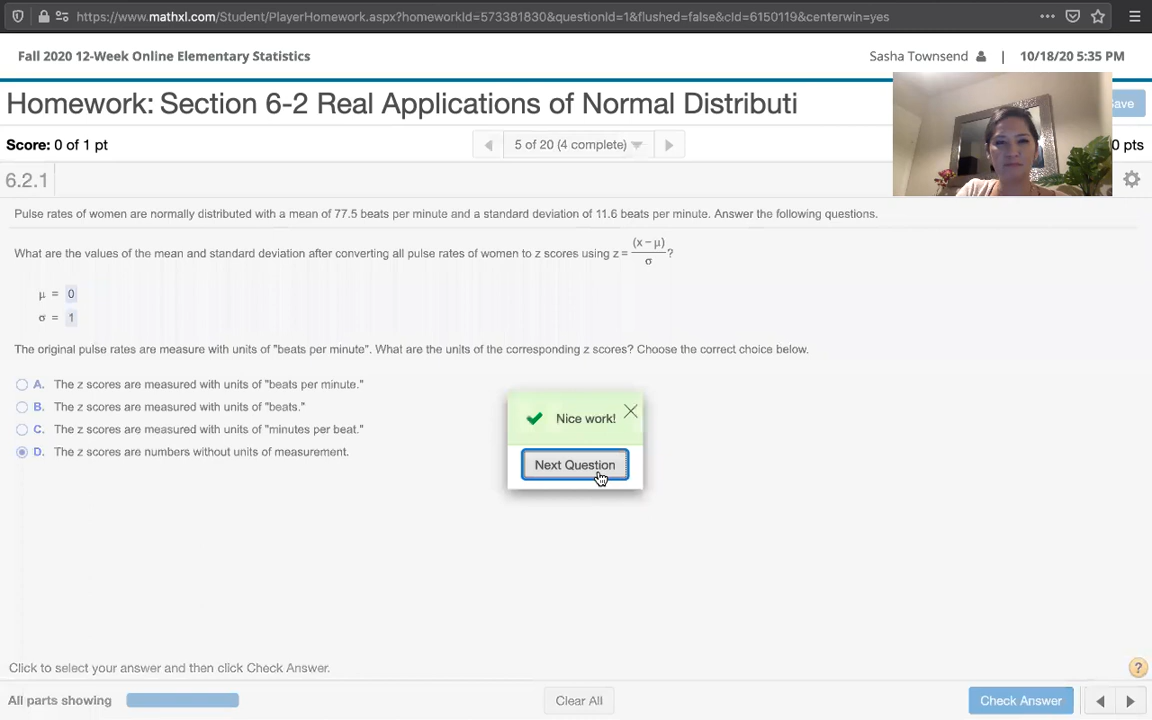 https://www.mathxl.com/Student/PlayerHomework.aspx?homeworkId=573381830&questionId=1&flushed=false&cId=6150119&centerwin=yes
Fall 2020 12-Week Online Elementary Statistics
Sasha Townsend
|
10/18/20 5:35 PM
Homework: Section 6-2 Real Applications of Normal Distributi
Save
Score: 0 of 1 pt
5 of 20 (4 complete)
0 pts
6.2.1
Pulse rates of women are normally distributed with a mean of 77.5 beats per minute and a standard deviation of 11.6 beats per minute. Answer the following questions.
What are the values of the mean and standard deviation after converting all pulse rates of women to z scores using z = (x − μ) / σ ?
μ = 0
σ = 1
The original pulse rates are measure with units of "beats per minute". What are the units of the corresponding z scores? Choose the correct choice below.
A. The z scores are measured with units of "beats per minute."
B. The z scores are measured with units of "beats."
C. The z scores are measured with units of "minutes per beat."
D. The z scores are numbers without units of measurement.
Nice work!
Next Question
Click to select your answer and then click Check Answer.
?
All parts showing
Clear All
Check Answer